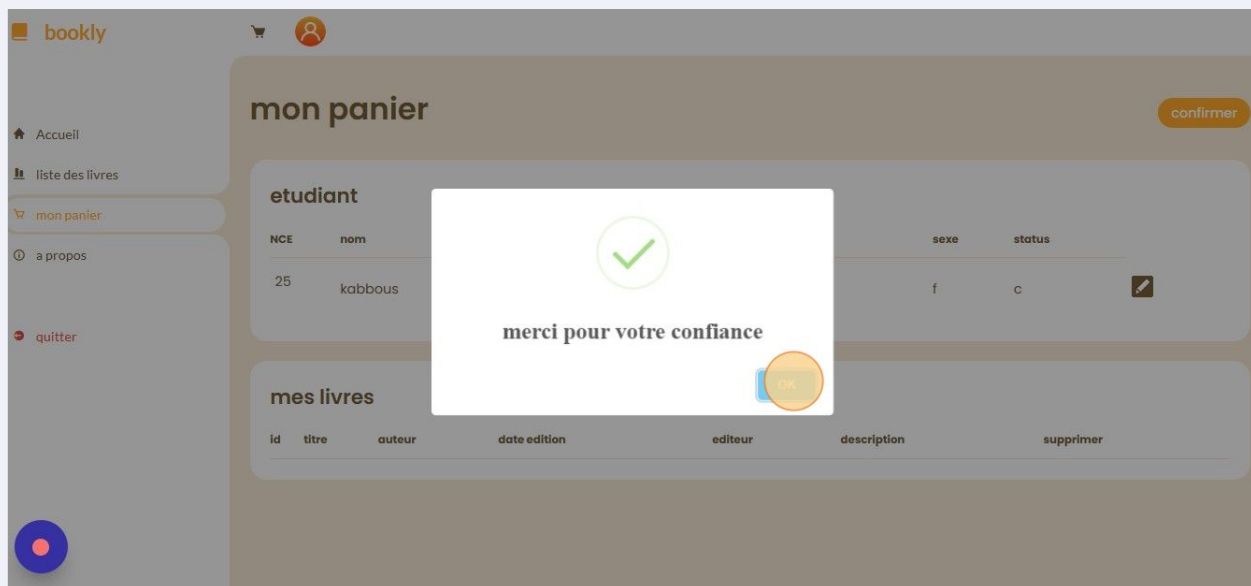 bookly
Accueil
liste des livres
mon panier
a propos
quitter
mon panier
confirmer
etudiant
NCE nom sexe status
25 kabbous f c
merci pour votre confiance
OK
mes livres
id titre auteur date edition editeur description supprimer